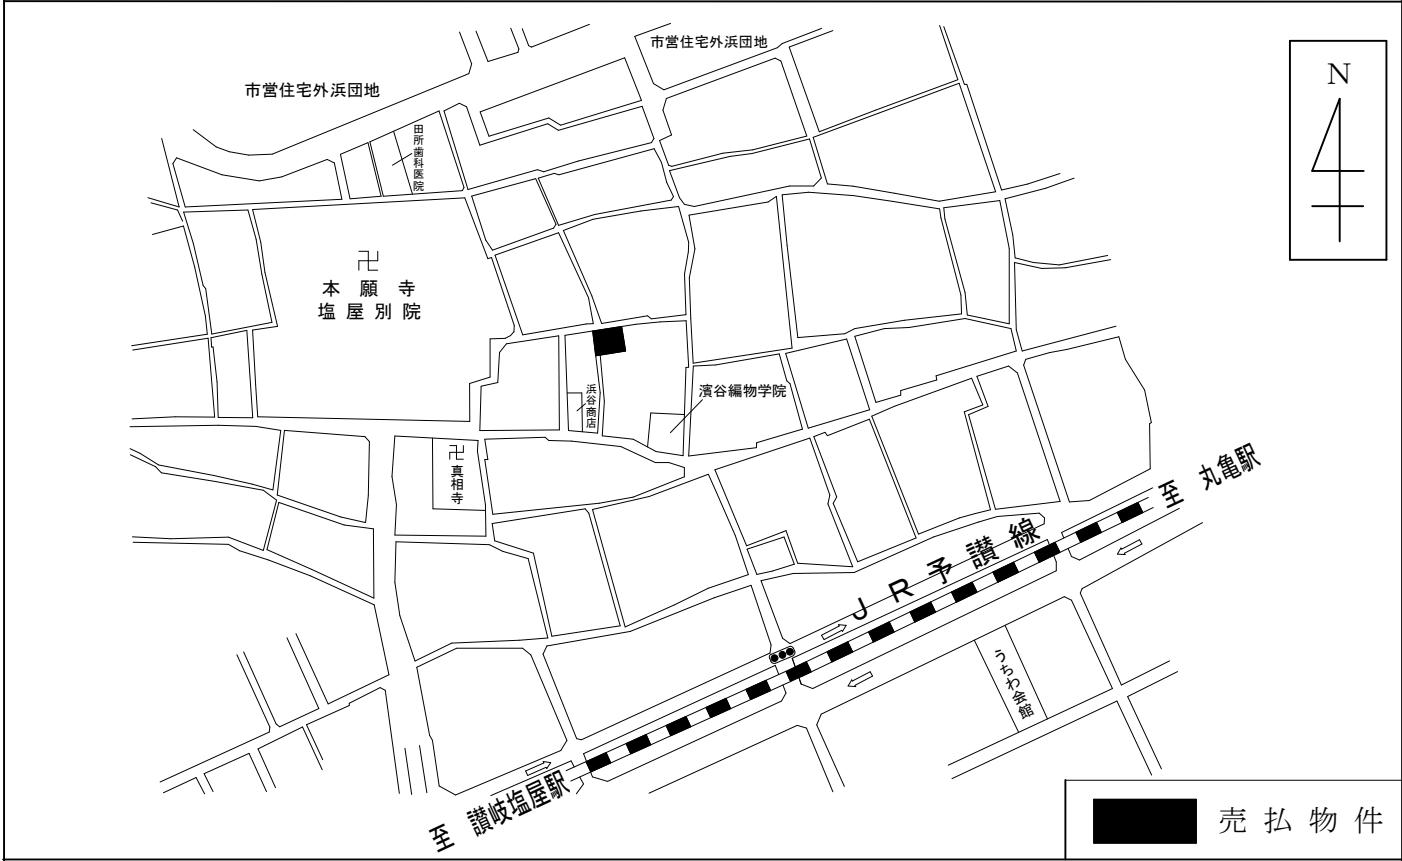 市営住宅外浜団地
市営住宅外浜団地
N
田所歯科医院
卍
本願寺
塩屋別院
浜谷商店
濱谷編物学院
卍
真相寺
至 丸亀駅
JR予讃線
うちわ会館
至 讃岐塩屋駅
売払物件